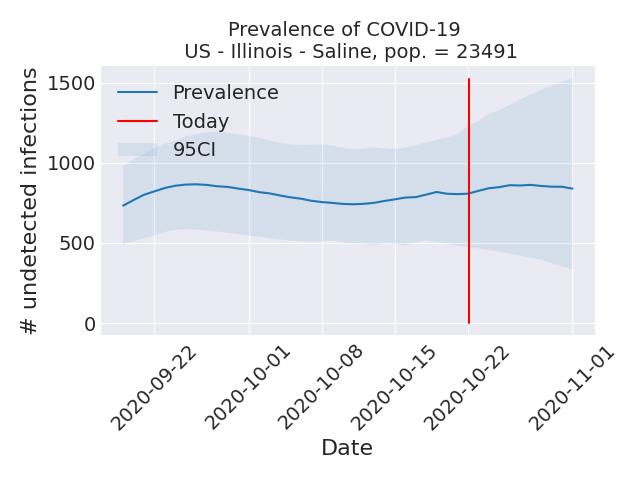 Prevalence of COVID-19
US - Illinois - Saline, pop. = 23491
# undetected infections
1500
1000
500
0
Prevalence
Today
95CI
2020-09-22
2020-10-01
2020-10-08
2020-10-15
2020-10-22
2020-11-01
Date